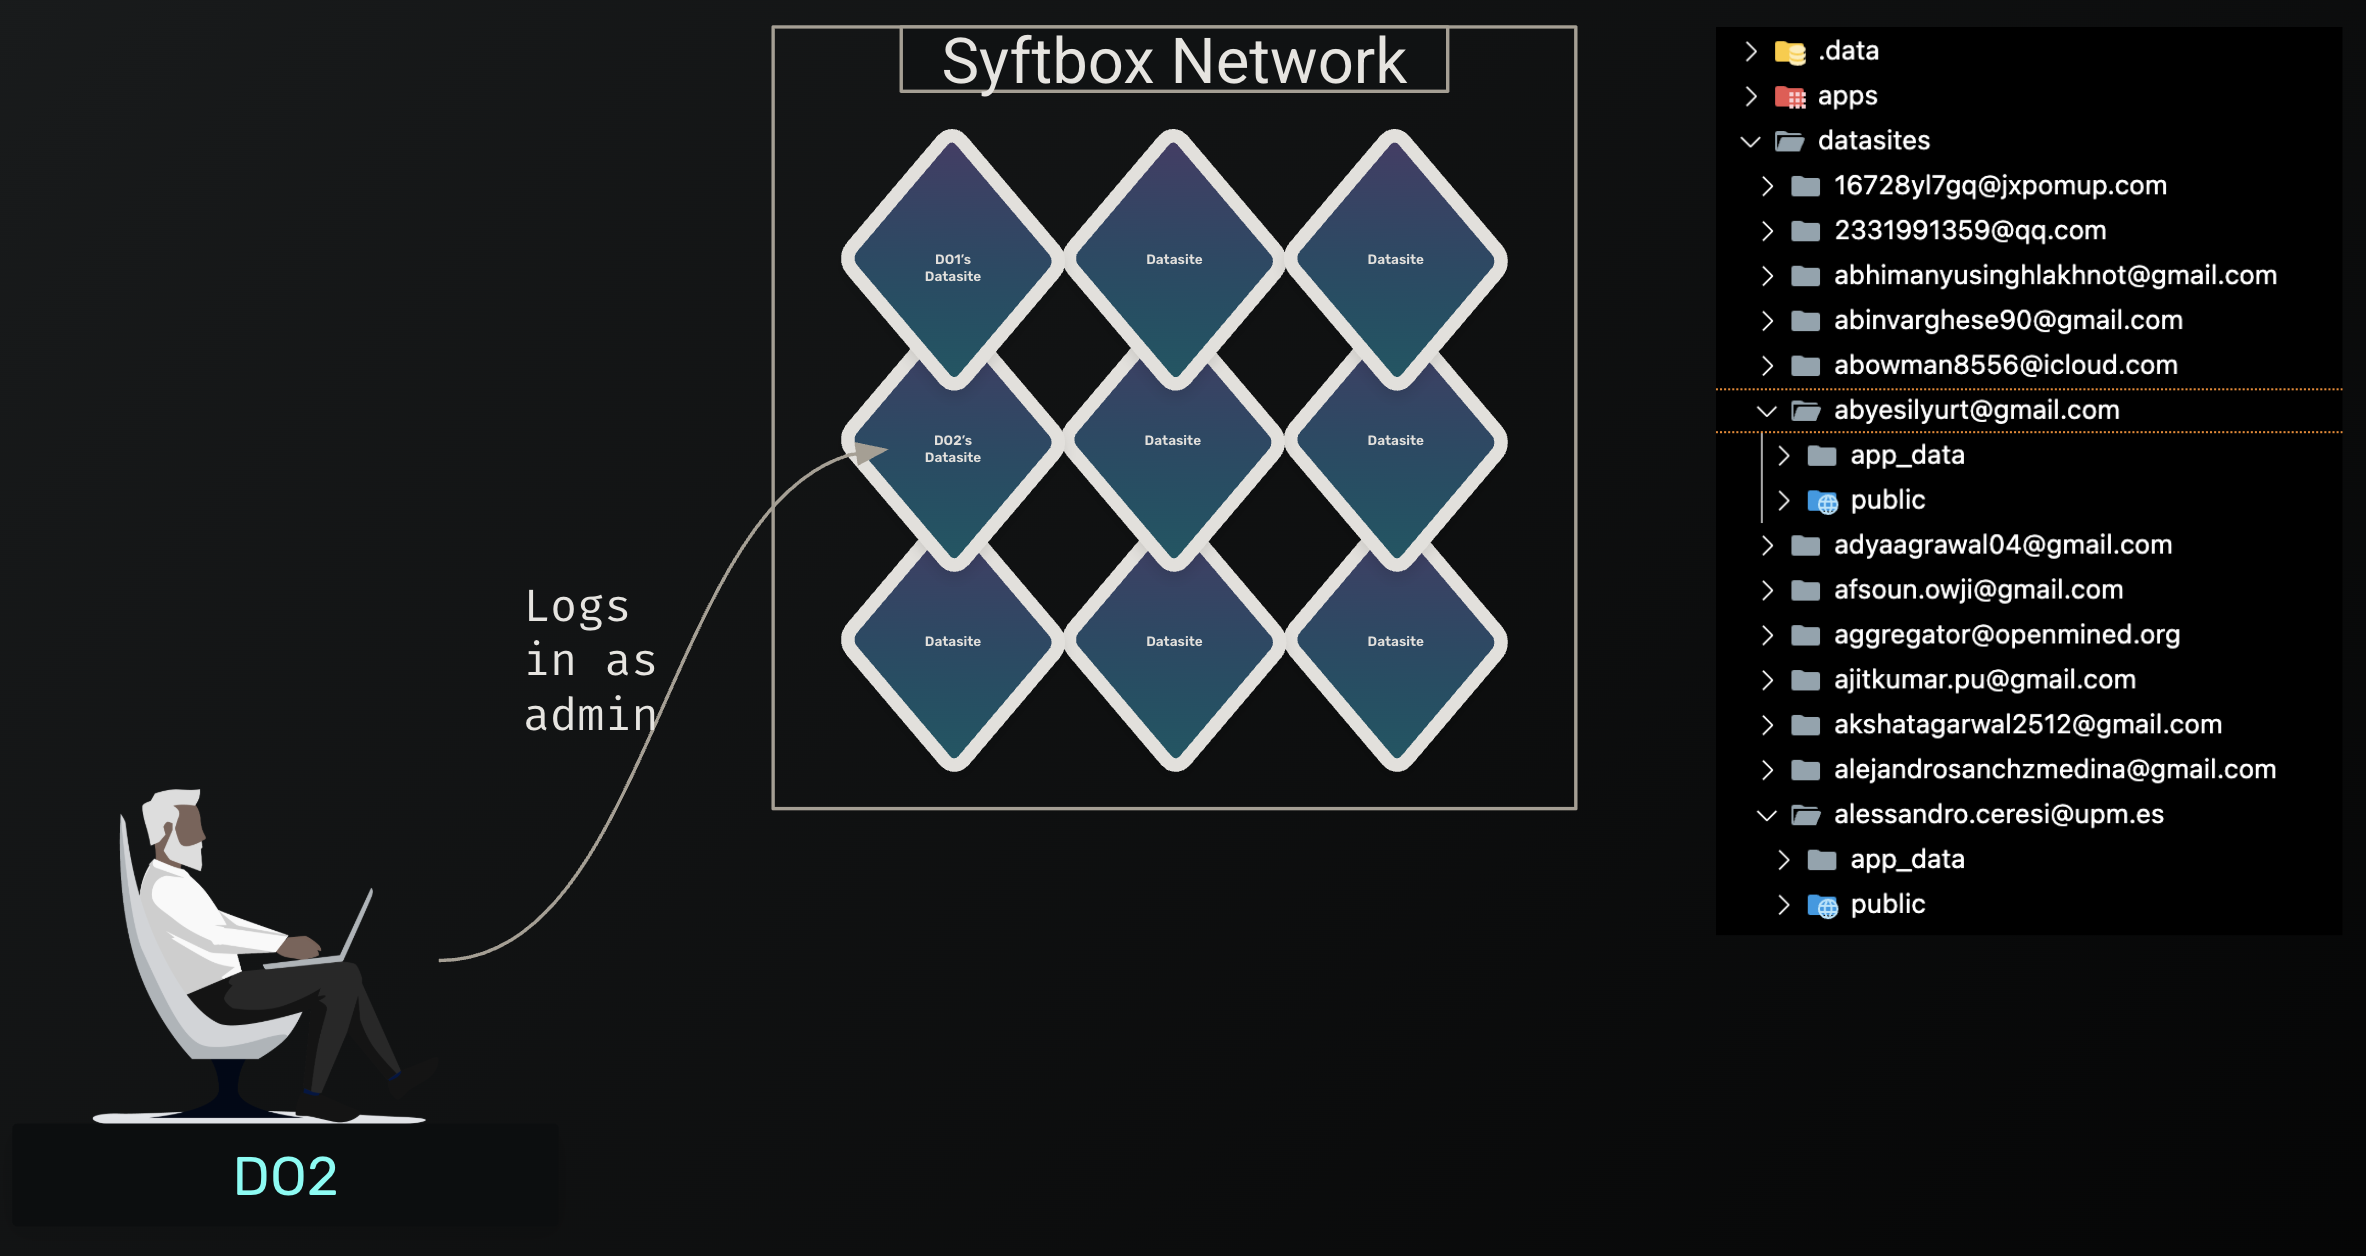 Syftbox Network
DO1's
Datasite
Datasite
Datasite
DO2's
Datasite
Datasite
Datasite
Datasite
Datasite
Datasite
Logs
in as
admin
DO2
.data
apps
datasites
16728yl7gq@jxpomup.com
2331991359@qq.com
abhimanyusinghlakhnot@gmail.com
abinvarghese90@gmail.com
abowman8556@icloud.com
abyesilyurt@gmail.com
app_data
public
adyaagrawal04@gmail.com
afsoun.owji@gmail.com
aggregator@openmined.org
ajitkumar.pu@gmail.com
akshatagarwal2512@gmail.com
alejandrosanchzmedina@gmail.com
alessandro.ceresi@upm.es
app_data
public